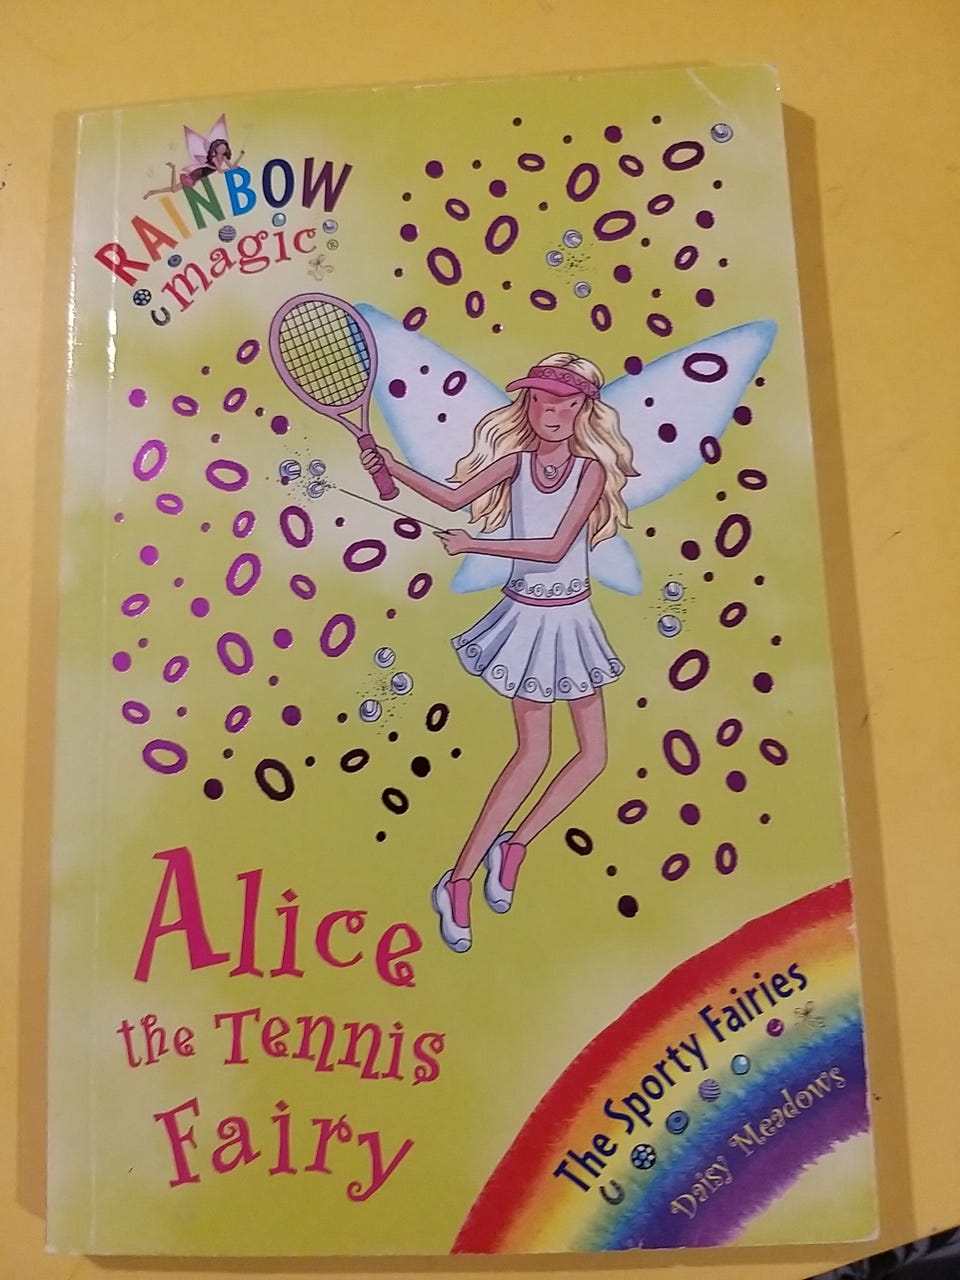 RAINBOW
magic®
Alice
the Tennis
Fairy
The Sporty Fairies
Daisy Meadows